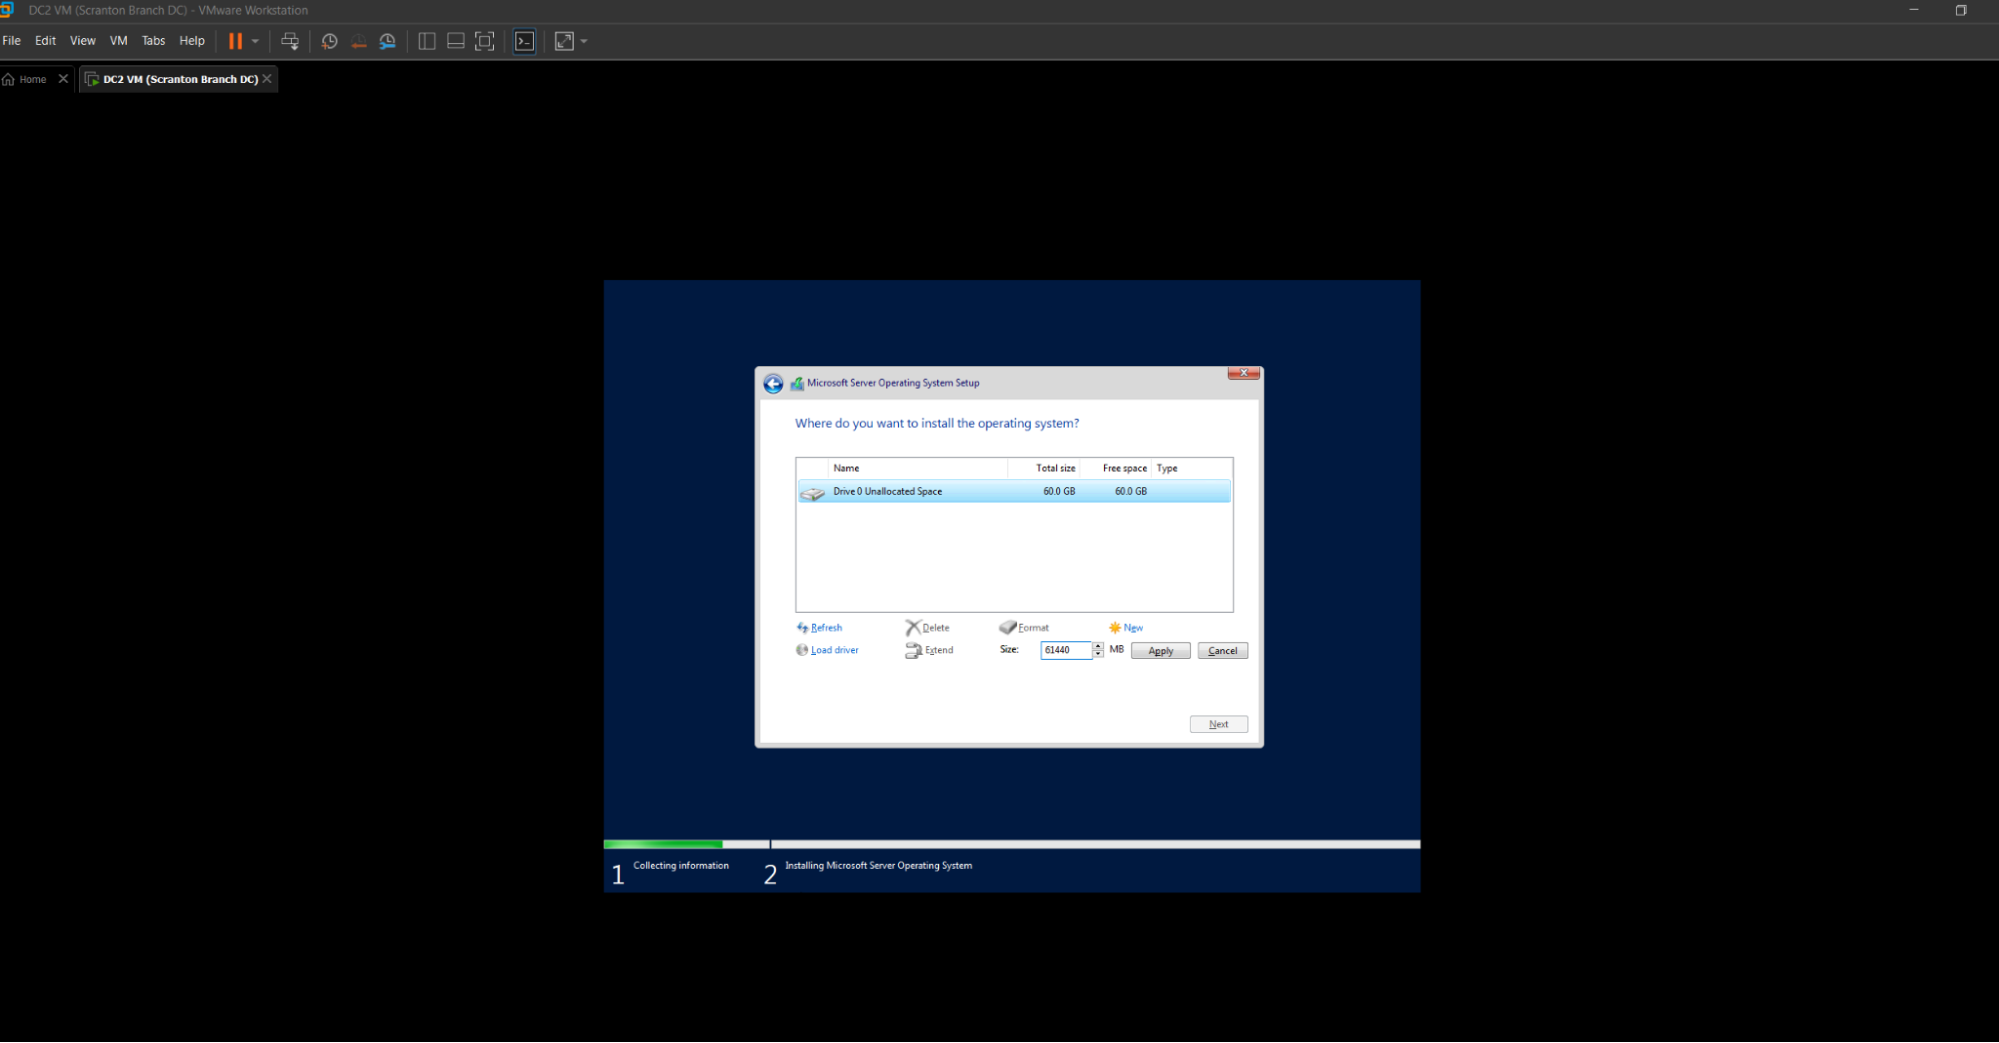 DC2 VM (Scranton Branch DC) - VMware Workstation
File Edit View VM Tabs Help
Home DC2 VM (Scranton Branch DC)
Microsoft Server Operating System Setup
Where do you want to install the operating system?
Name Total size Free space Type
Drive 0 Unallocated Space 60.0 GB 60.0 GB
Refresh Delete Format New
Load driver Extend Size: 61440 MB Apply Cancel
Next
1 Collecting information 2 Installing Microsoft Server Operating System